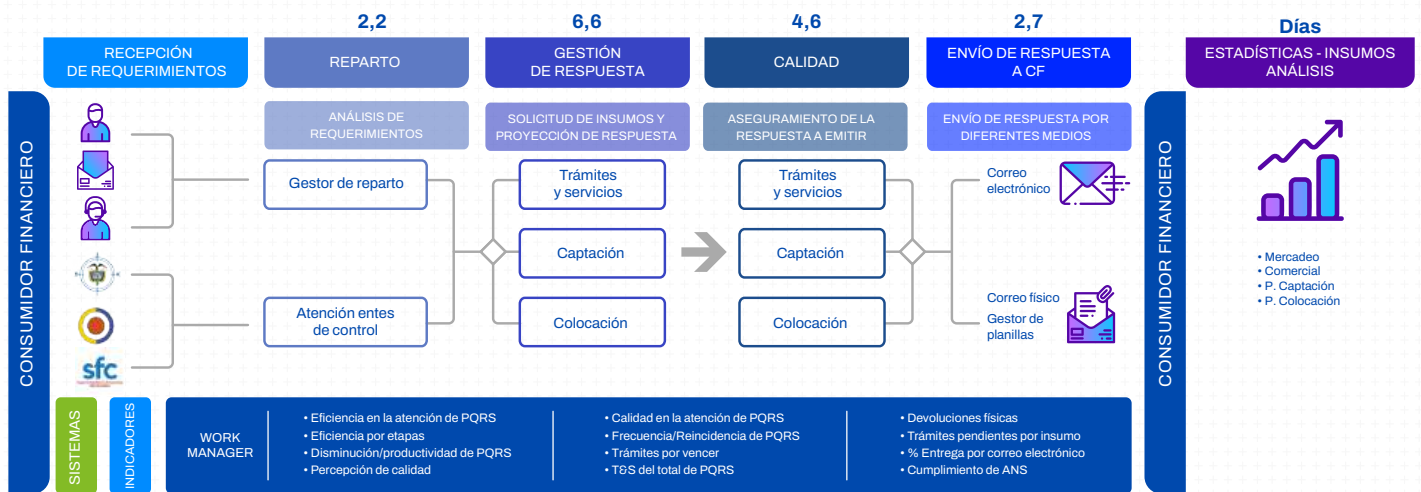 2,2
6,6
4,6
2,7
Días
RECEPCIÓN
DE REQUERIMIENTOS
REPARTO
GESTIÓN
DE RESPUESTA
CALIDAD
ENVÍO DE RESPUESTA
A CF
ESTADÍSTICAS - INSUMOS
ANÁLISIS
ANÁLISIS DE
REQUERIMIENTOS
SOLICITUD DE INSUMOS Y
PROYECCIÓN DE RESPUESTA
ASEGURAMIENTO DE LA
RESPUESTA A EMITIR
ENVÍO DE RESPUESTA POR
DIFERENTES MEDIOS
CONSUMIDOR FINANCIERO
sfc
Gestor de reparto
Atención entes
de control
Trámites
y servicios
Captación
Colocación
Trámites
y servicios
Captación
Colocación
Correo
electrónico
Correo físico
Gestor de
planillas
CONSUMIDOR FINANCIERO
• Mercadeo
• Comercial
• P. Captación
• P. Colocación
SISTEMAS
INDICADORES
WORK
MANAGER
• Eficiencia en la atención de PQRS
• Eficiencia por etapas
• Disminución/productividad de PQRS
• Percepción de calidad
• Calidad en la atención de PQRS
• Frecuencia/Reincidencia de PQRS
• Trámites por vencer
• T&S del total de PQRS
• Devoluciones físicas
• Trámites pendientes por insumo
• % Entrega por correo electrónico
• Cumplimiento de ANS